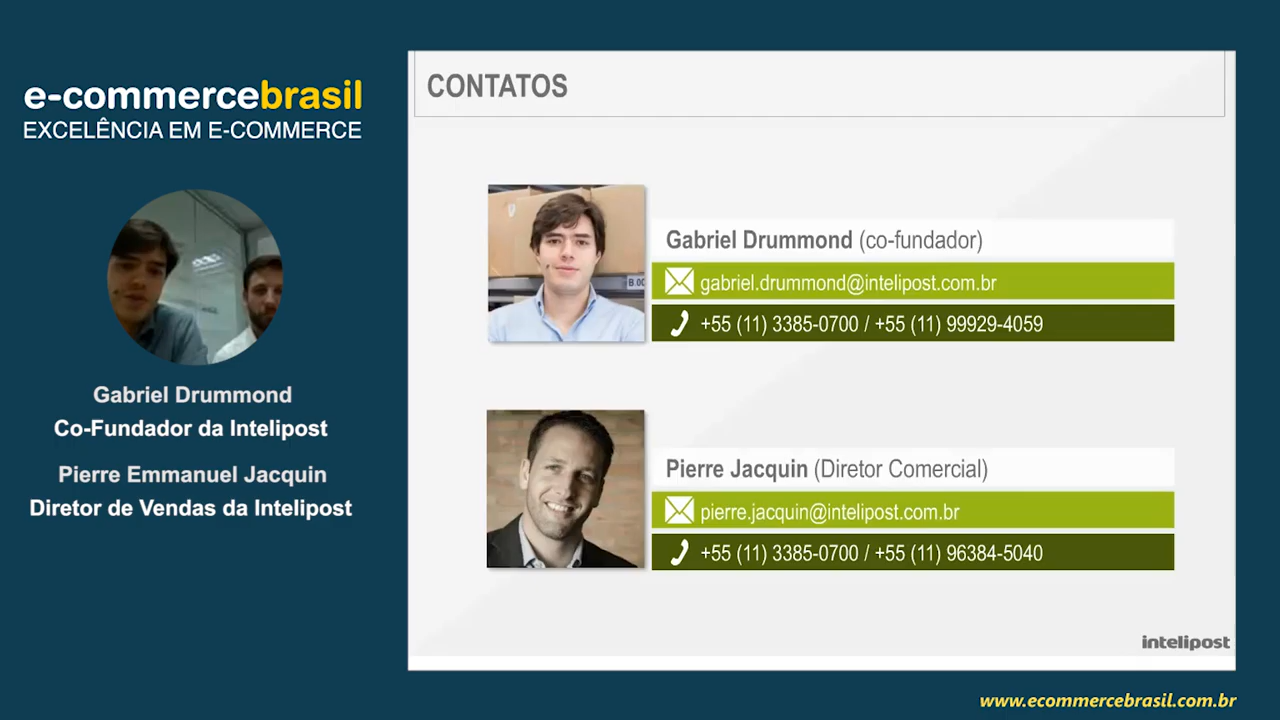 e-commercebrasil
EXCELÊNCIA EM E-COMMERCE
Gabriel Drummond
Co-Fundador da Intelipost
Pierre Emmanuel Jacquin
Diretor de Vendas da Intelipost
CONTATOS
B.00
Gabriel Drummond (co-fundador)
gabriel.drummond@intelipost.com.br
+55 (11) 3385-0700 / +55 (11) 99929-4059
Pierre Jacquin (Diretor Comercial)
pierre.jacquin@intelipost.com.br
+55 (11) 3385-0700 / +55 (11) 96384-5040
intelipost
www.ecommercebrasil.com.br